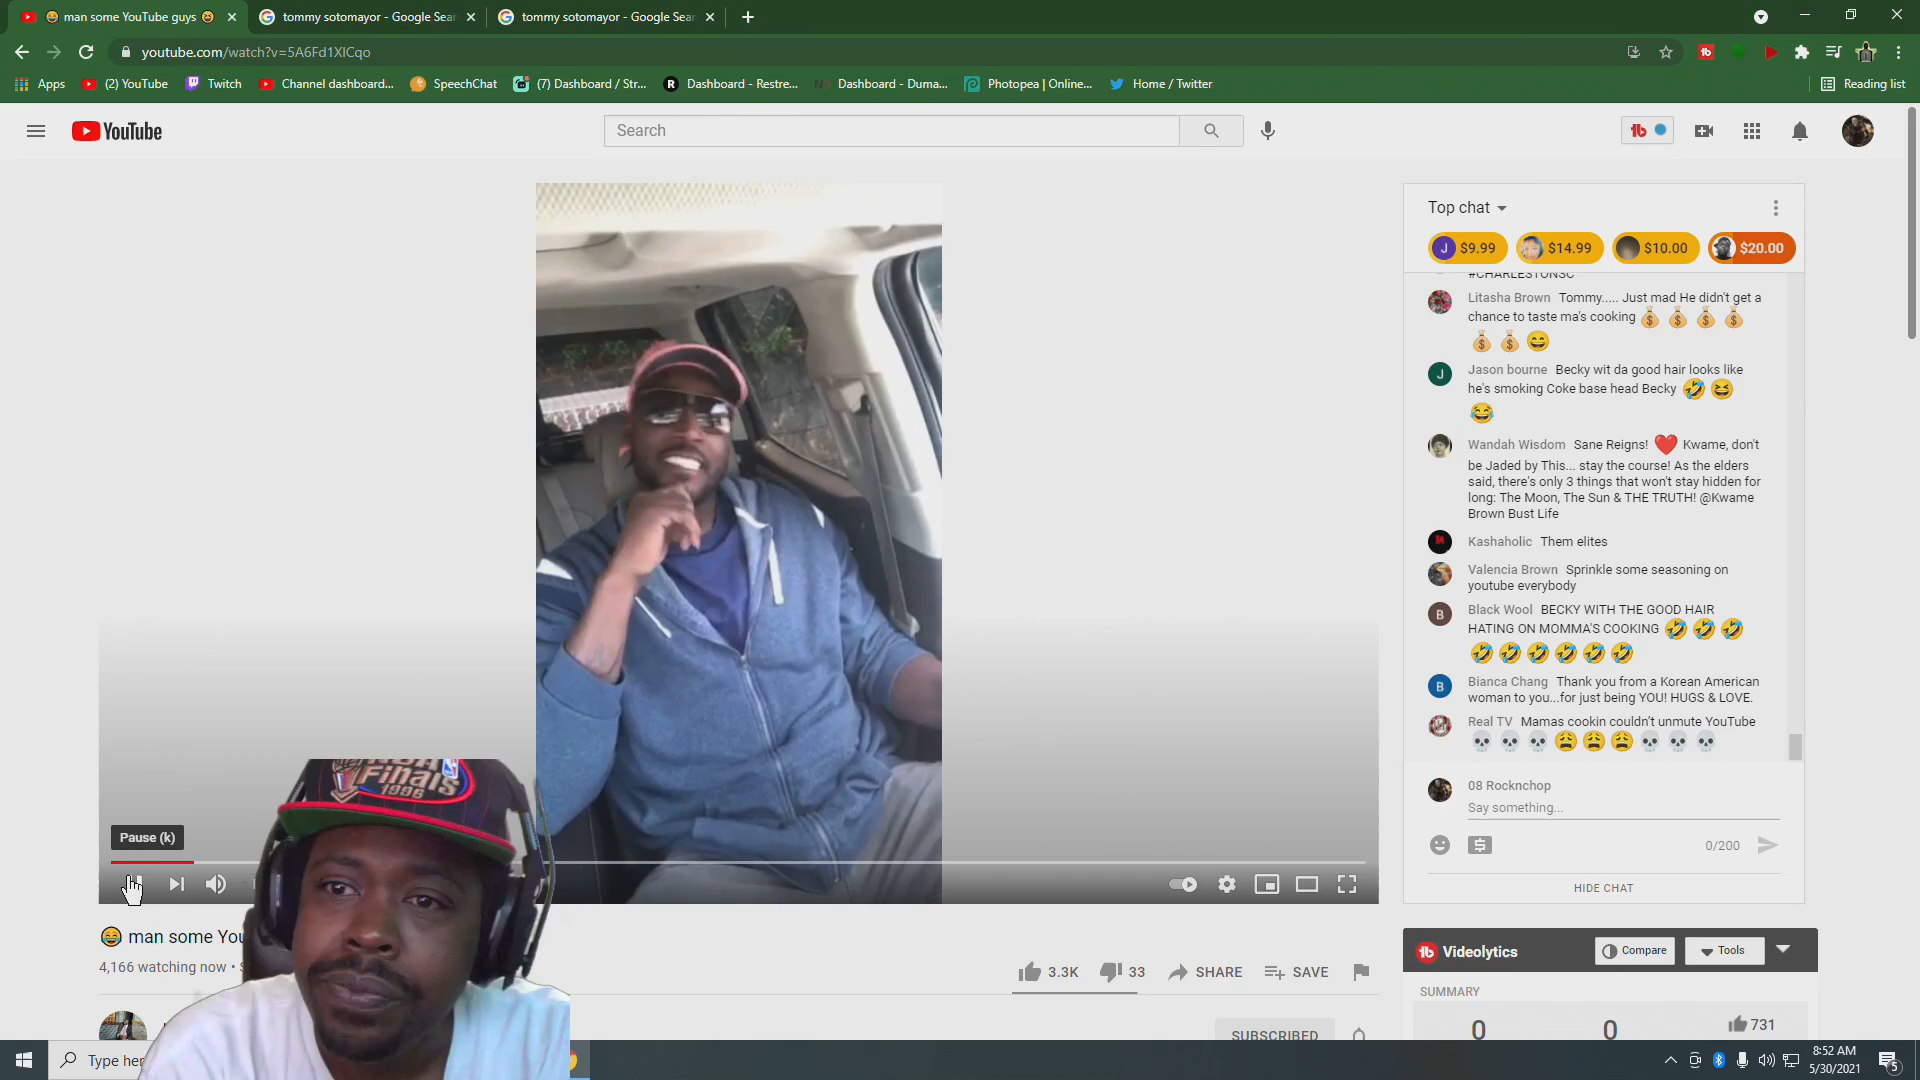 man some YouTube guys
tommy sotomayor - Google Sear
tommy sotomayor - Google Sear
youtube.com/watch?v=5A6Fd1XlCqo
Apps
(2) YouTube
Twitch
Channel dashboard...
SpeechChat
(7) Dashboard / Str...
Dashboard - Restre...
Dashboard - Duma...
Photopea | Online...
Home / Twitter
Reading list
YouTube
Search
Top chat
J $9.99
$14.99
$10.00
$20.00
#CHARLESTONSC
Litasha Brown Tommy..... Just mad He didn't get a
chance to taste ma's cooking 💰 💰 💰 💰
💰 💰 😄
J Jason bourne Becky wit da good hair looks like
he's smoking Coke base head Becky 🤣 😆
😂
Wandah Wisdom Sane Reigns! ❤️ Kwame, don't
be Jaded by This... stay the course! As the elders
said, there's only 3 things that won't stay hidden for
long: The Moon, The Sun & THE TRUTH! @Kwame
Brown Bust Life
Kashaholic Them elites
Valencia Brown Sprinkle some seasoning on
youtube everybody
B Black Wool BECKY WITH THE GOOD HAIR
HATING ON MOMMA'S COOKING 🤣 🤣 🤣
🤣 🤣 🤣 🤣 🤣 🤣
B Bianca Chang Thank you from a Korean American
woman to you...for just being YOU! HUGS & LOVE.
Real TV Mamas cookin couldn't unmute YouTube
💀 💀 💀 😩 😩 😩 💀 💀 💀
08 Rocknchop
Say something...
0/200
HIDE CHAT
Pause (k)
NBA
Finals
1996
😂 man some You
4,166 watching now •
3.3K
33
SHARE
SAVE
SUBSCRIBED
Videolytics
Compare
Tools
SUMMARY
0
0
731
Type her
8:52 AM
5/30/2021
5